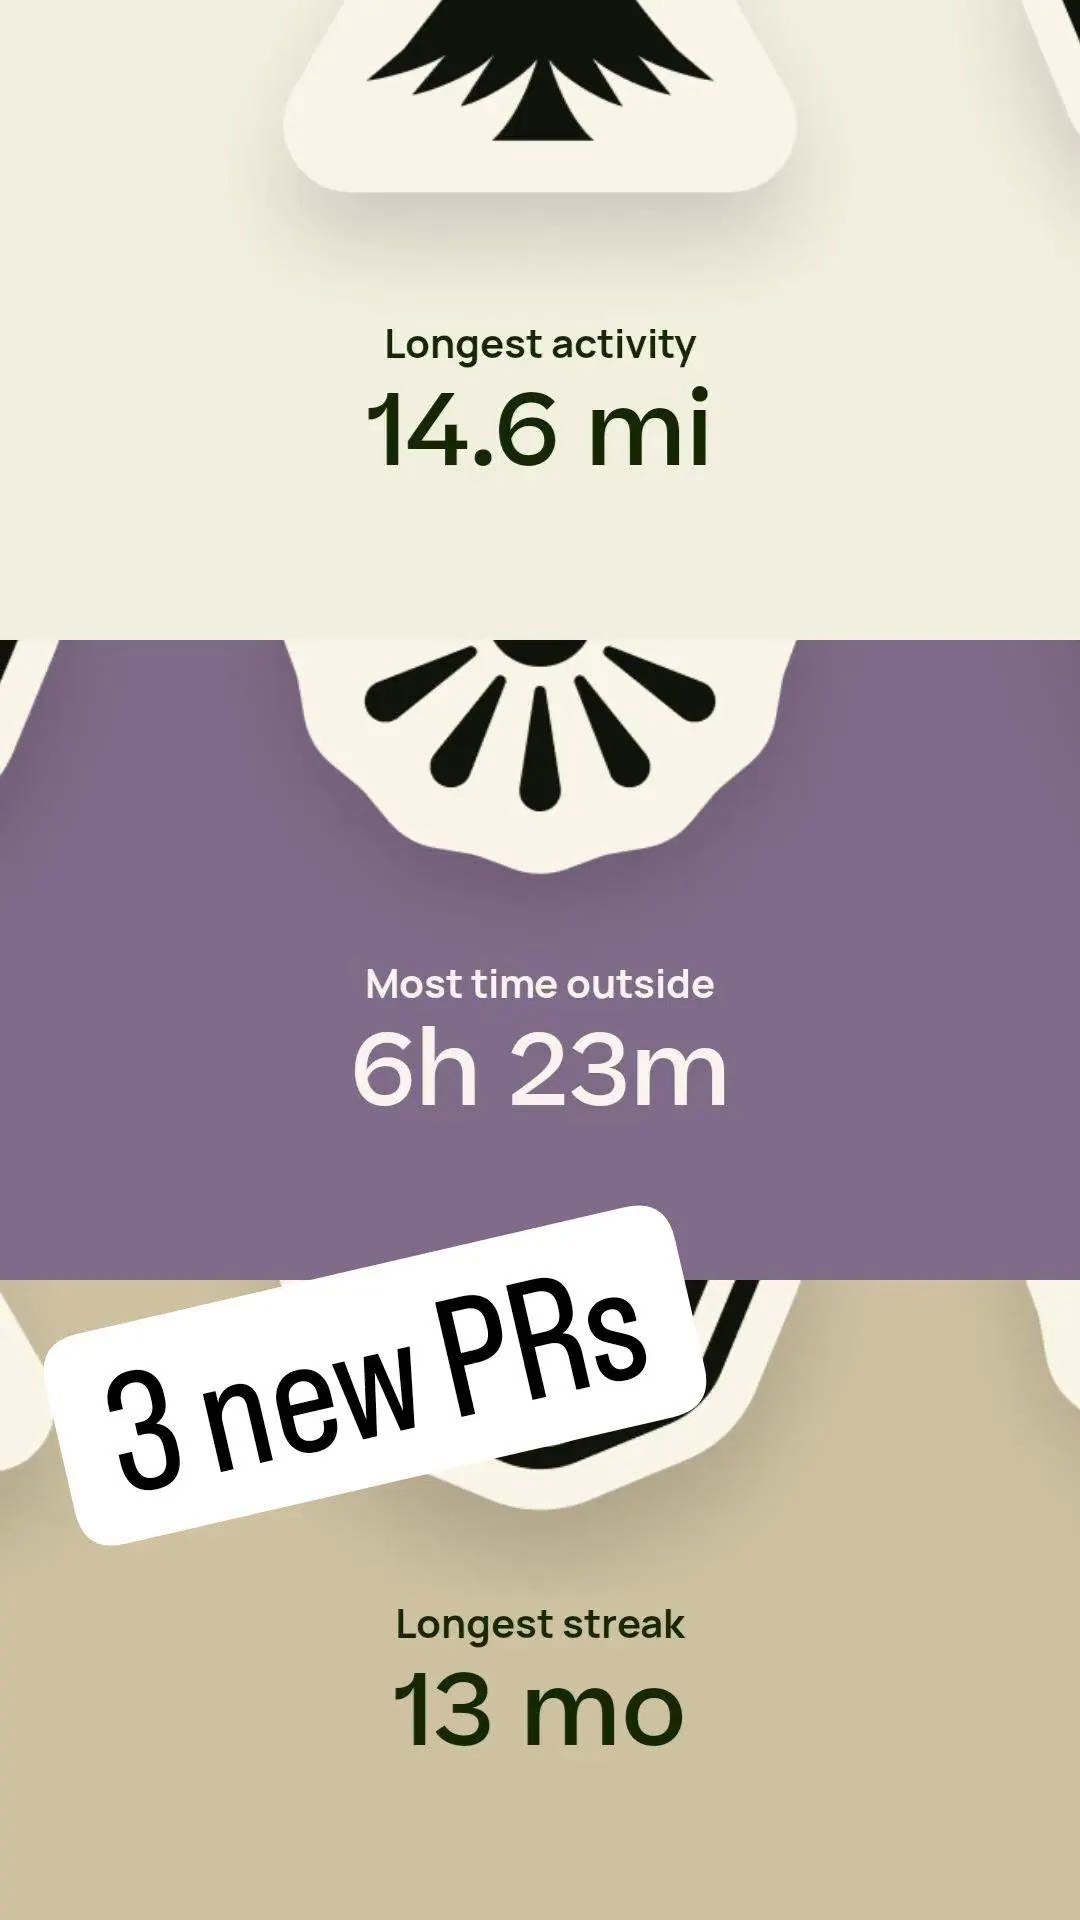 Longest activity
14.6 mi
Most time outside
6h 23m
3 new PRs
Longest streak
13 mo